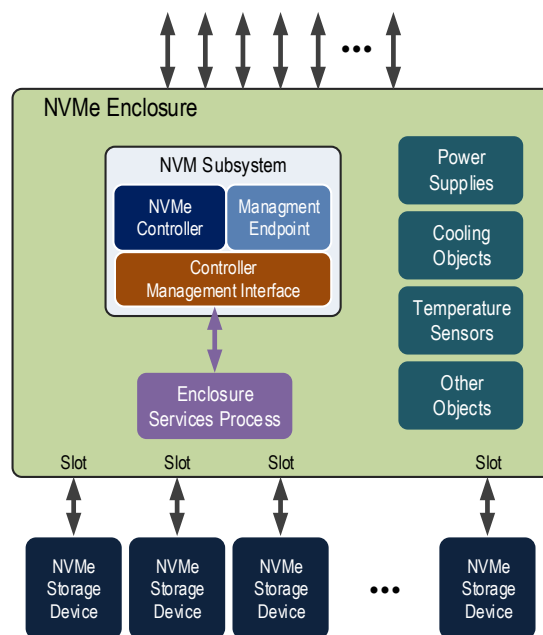 NVMe Enclosure
NVM Subsystem
NVMe
Controller
Managment
Endpoint
Controller
Management Interface
Enclosure
Services Process
Power
Supplies
Cooling
Objects
Temperature
Sensors
Other
Objects
Slot
Slot
Slot
Slot
NVMe
Storage
Device
NVMe
Storage
Device
NVMe
Storage
Device
NVMe
Storage
Device